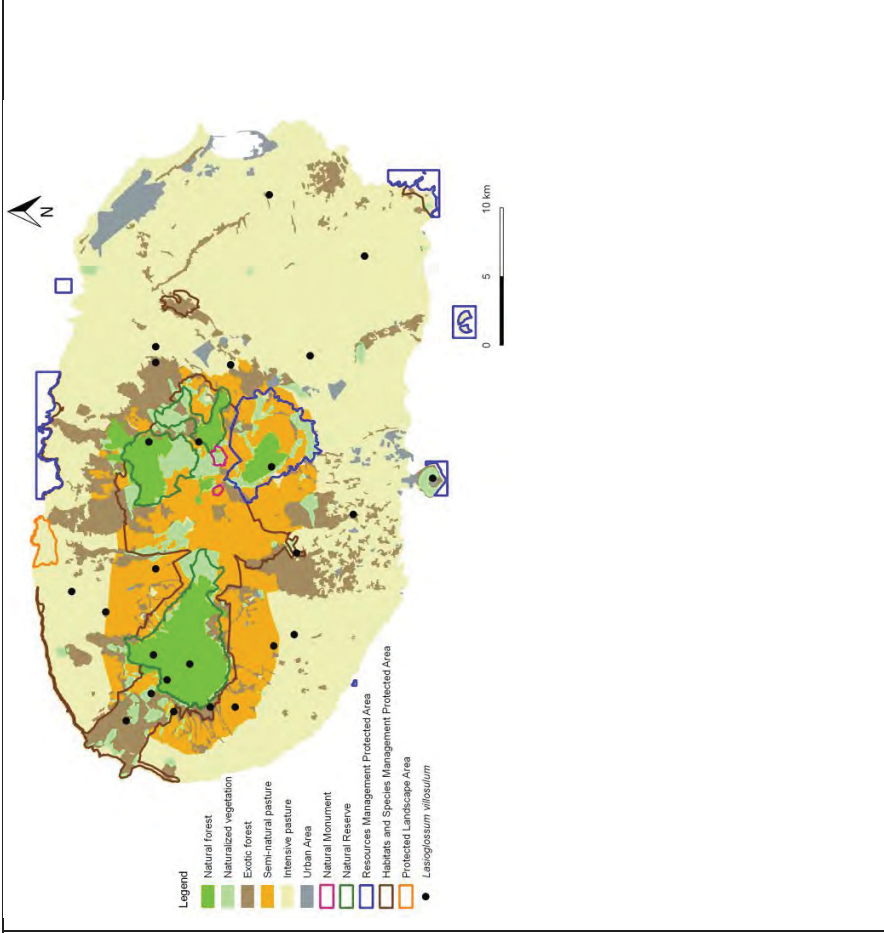 N
10 km
5
0
Legend
Natural forest
Naturalized vegetation
Exotic forest
Semi-natural pasture
Intensive pasture
Urban Area
Natural Monument
Natural Reserve
Resources Management Protected Area
Habitats and Species Management Protected Area
Protected Landscape Area
Lasioglossum villosulum